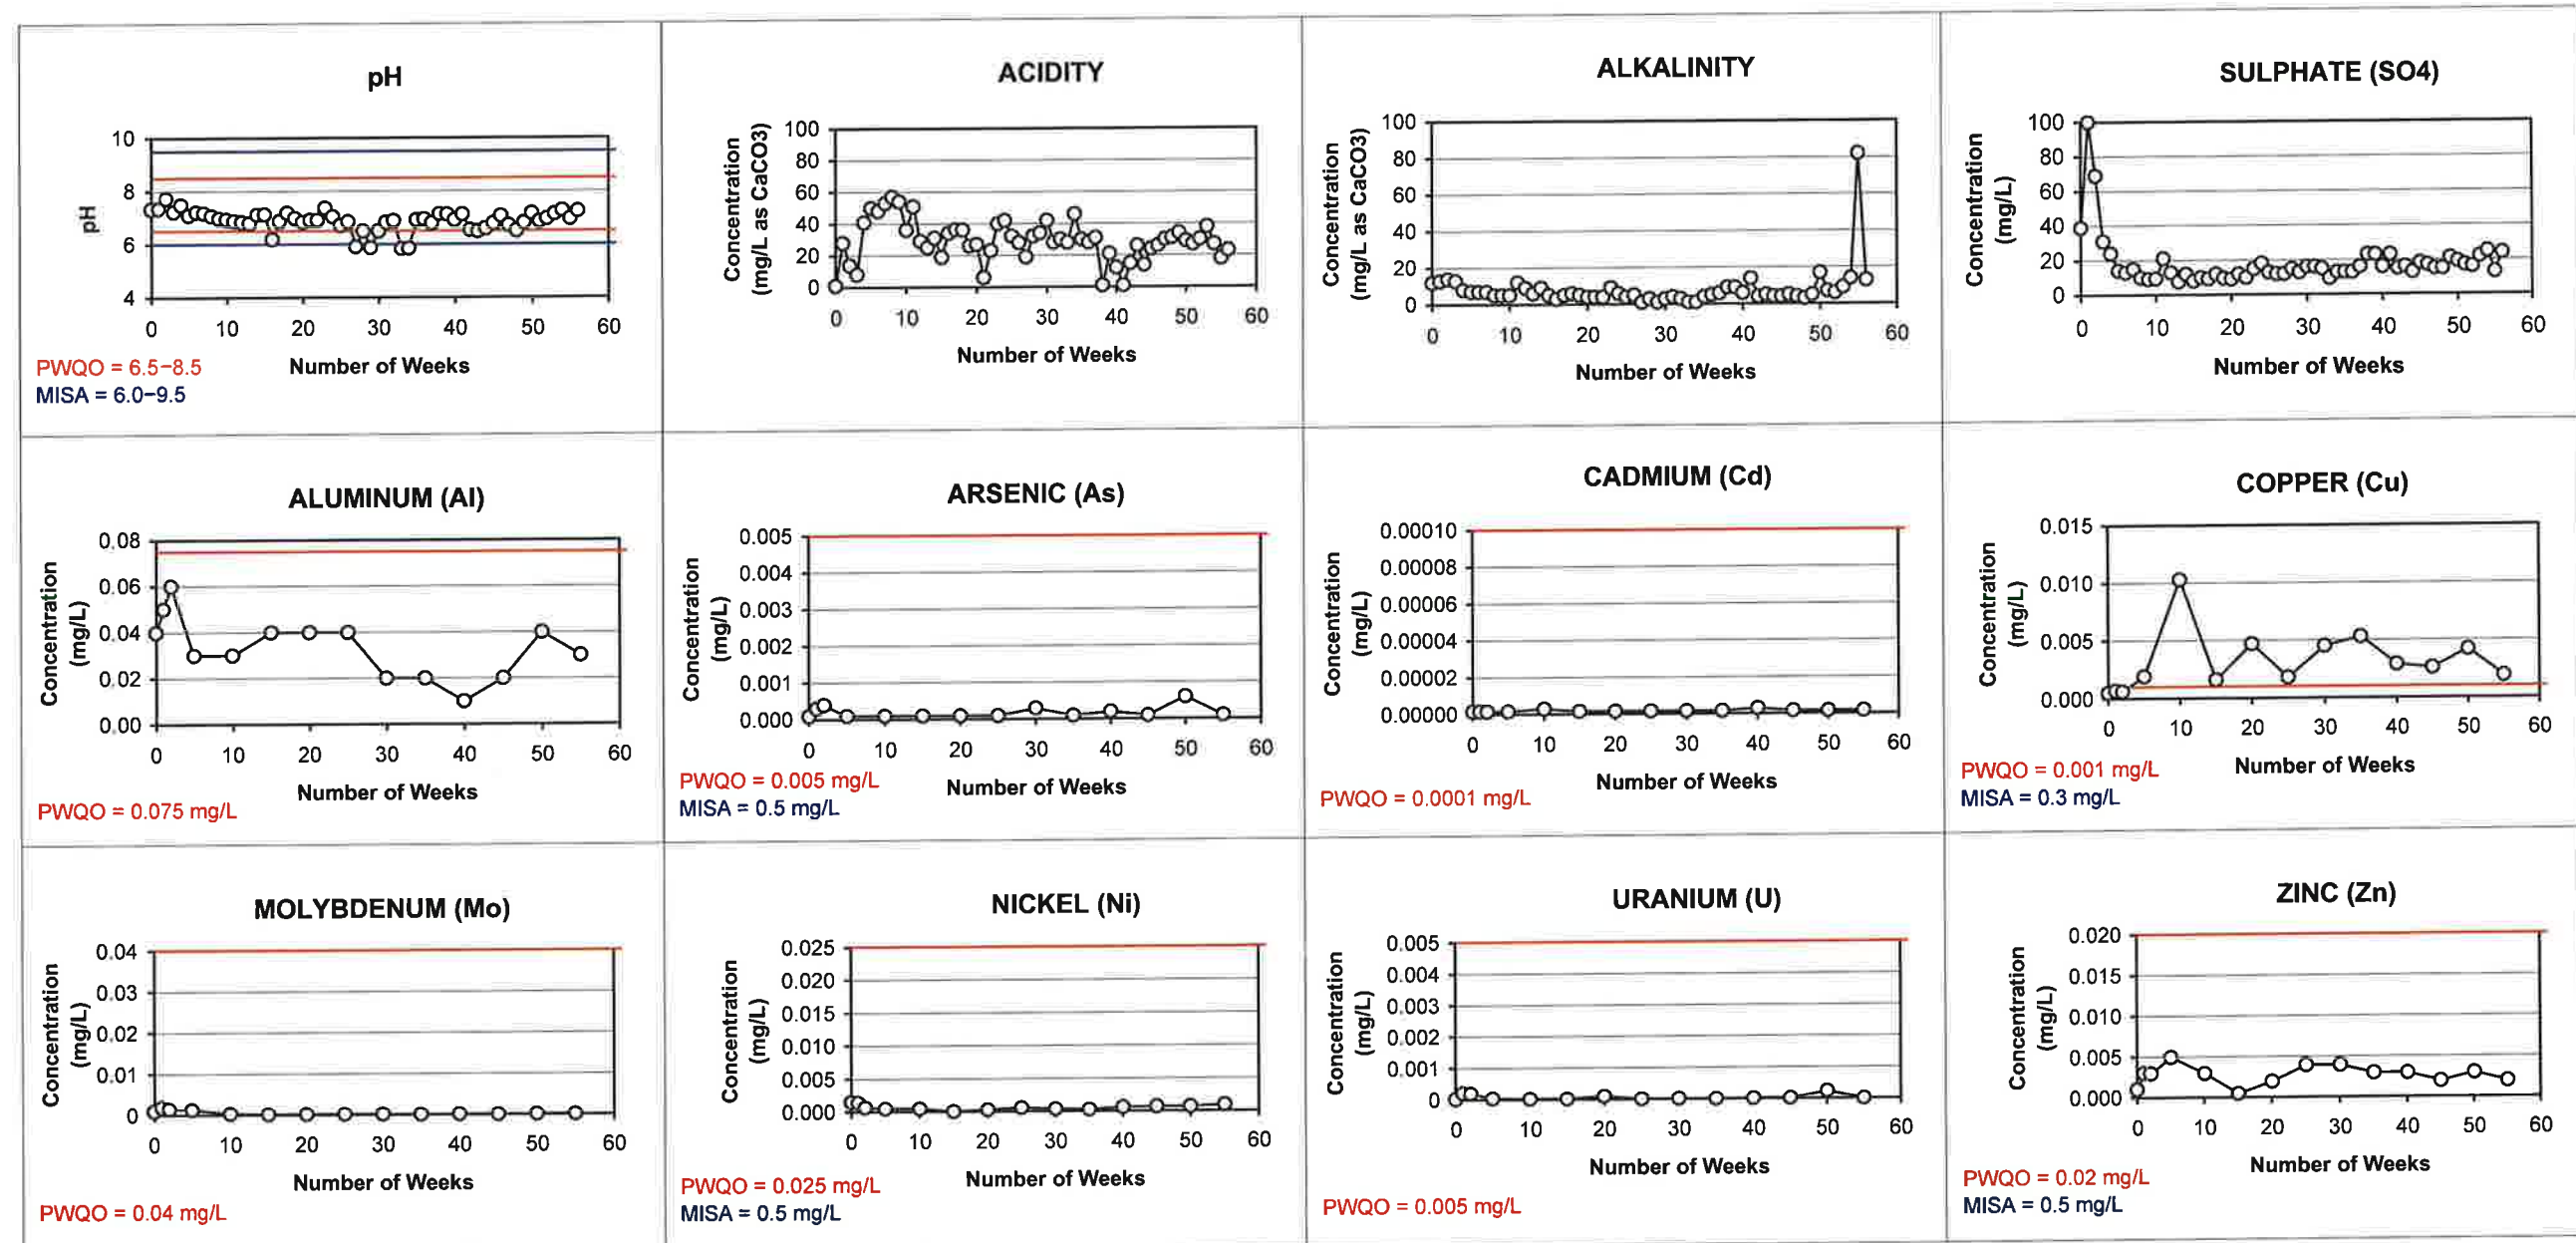 pH
pH
10
8
6
4
0 10 20 30 40 50 60
Number of Weeks
PWQO = 6.5–8.5
MISA = 6.0–9.5
ACIDITY
Concentration
(mg/L as CaCO3)
100
80
60
40
20
0
0 10 20 30 40 50 60
Number of Weeks
ALKALINITY
Concentration
(mg/L as CaCO3)
100
80
60
40
20
0
0 10 20 30 40 50 60
Number of Weeks
SULPHATE (SO4)
Concentration
(mg/L)
100
80
60
40
20
0
0 10 20 30 40 50 60
Number of Weeks
ALUMINUM (Al)
Concentration
(mg/L)
0.08
0.06
0.04
0.02
0.00
0 10 20 30 40 50 60
Number of Weeks
PWQO = 0.075 mg/L
ARSENIC (As)
Concentration
(mg/L)
0.005
0.004
0.003
0.002
0.001
0.000
0 10 20 30 40 50 60
Number of Weeks
PWQO = 0.005 mg/L
MISA = 0.5 mg/L
CADMIUM (Cd)
Concentration
(mg/L)
0.00010
0.00008
0.00006
0.00004
0.00002
0.00000
0 10 20 30 40 50 60
Number of Weeks
PWQO = 0.0001 mg/L
COPPER (Cu)
Concentration
(mg/L)
0.015
0.010
0.005
0.000
0 10 20 30 40 50 60
Number of Weeks
PWQO = 0.001 mg/L
MISA = 0.3 mg/L
MOLYBDENUM (Mo)
Concentration
(mg/L)
0.04
0.03
0.02
0.01
0
0 10 20 30 40 50 60
Number of Weeks
PWQO = 0.04 mg/L
NICKEL (Ni)
Concentration
(mg/L)
0.025
0.020
0.015
0.010
0.005
0.000
0 10 20 30 40 50 60
Number of Weeks
PWQO = 0.025 mg/L
MISA = 0.5 mg/L
URANIUM (U)
Concentration
(mg/L)
0.005
0.004
0.003
0.002
0.001
0
0 10 20 30 40 50 60
Number of Weeks
PWQO = 0.005 mg/L
ZINC (Zn)
Concentration
(mg/L)
0.020
0.015
0.010
0.005
0.000
0 10 20 30 40 50 60
Number of Weeks
PWQO = 0.02 mg/L
MISA = 0.5 mg/L